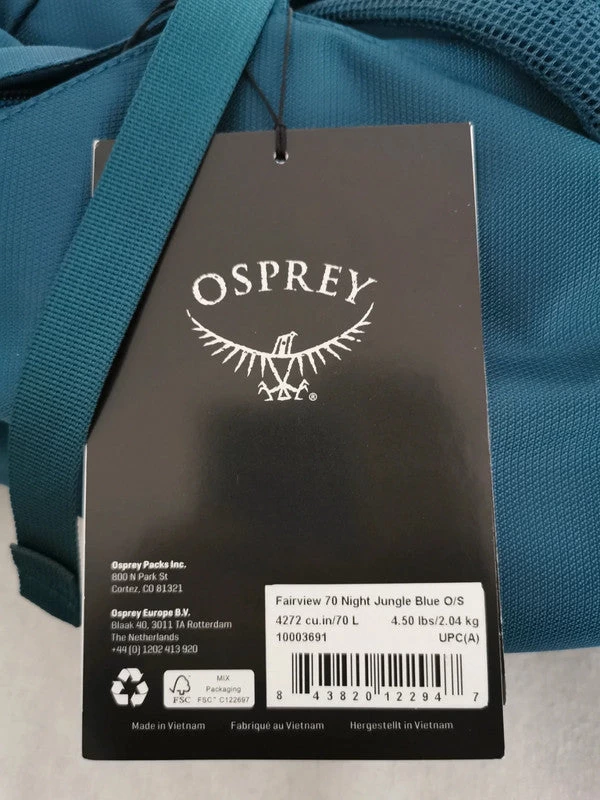 OSPREY
®
Osprey Packs Inc.
800 N Park St
Cortez, CO 81321
Osprey Europe B.V.
Blaak 40, 3011 TA Rotterdam
The Netherlands
+44 (0) 1202 413 920
Fairview 70 Night Jungle Blue O/S
4272 cu.in/70 L 4.50 lbs/2.04 kg
10003691 UPC(A)
8 43820 12294 7
MIX
Packaging
FSC FSC™ C122697
Made in Vietnam Fabriqué au Vietnam Hergestellt in Vietnam